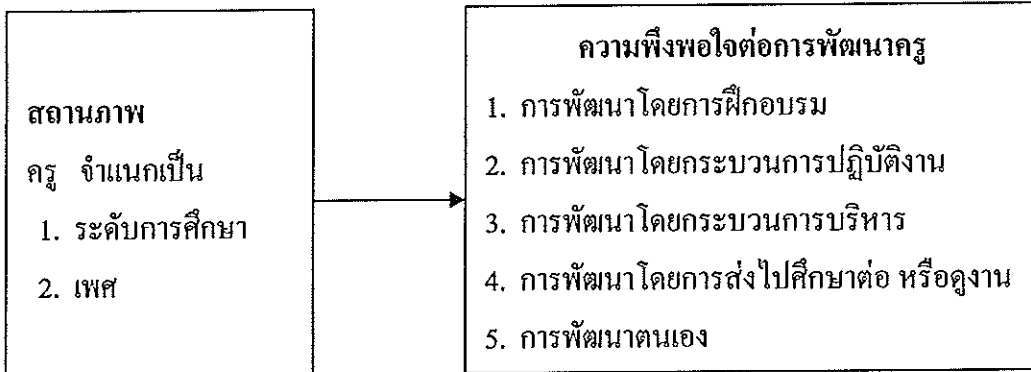 สถานภาพ
ครู จำแนกเป็น
1. ระดับการศึกษา
2. เพศ
ความพึงพอใจต่อการพัฒนาครู
1. การพัฒนาโดยการฝึกอบรม
2. การพัฒนาโดยกระบวนการปฏิบัติงาน
3. การพัฒนาโดยกระบวนการบริหาร
4. การพัฒนาโดยการส่งไปศึกษาต่อ หรือดูงาน
5. การพัฒนาตนเอง